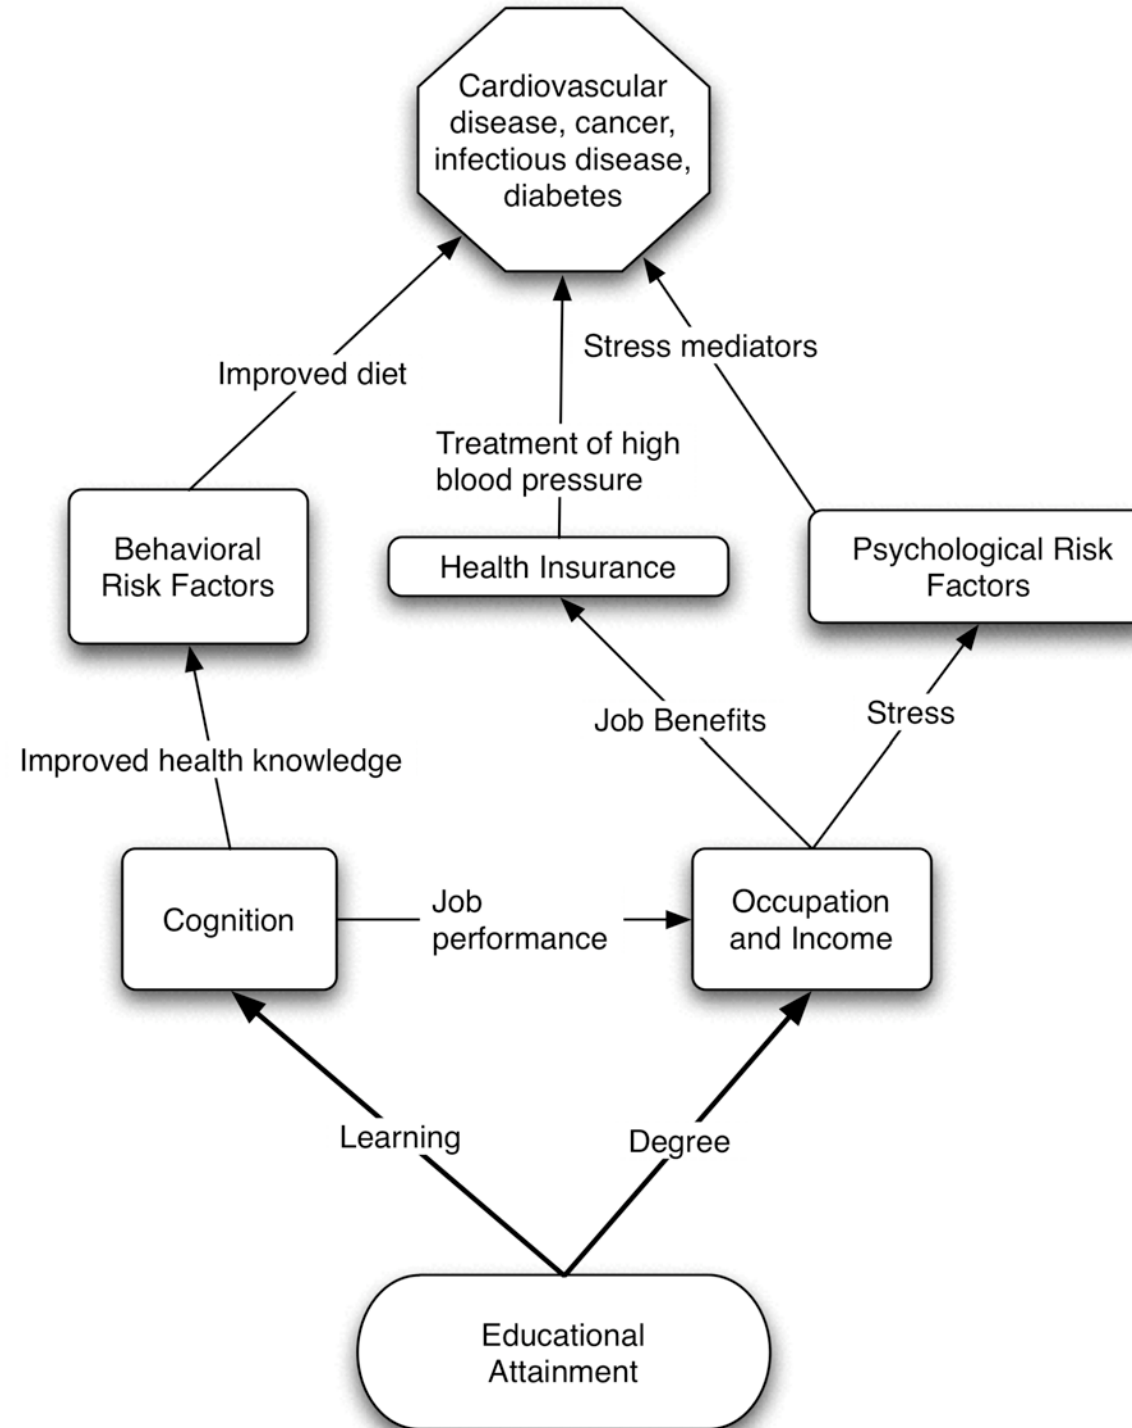 Cardiovascular
disease, cancer,
infectious disease,
diabetes
Stress mediators
Improved diet
Treatment of high
blood pressure
Behavioral
Risk Factors
Health Insurance
Psychological Risk
Factors
Job Benefits
Stress
Improved health knowledge
Cognition
Job
performance
Occupation
and Income
Learning
Degree
Educational
Attainment